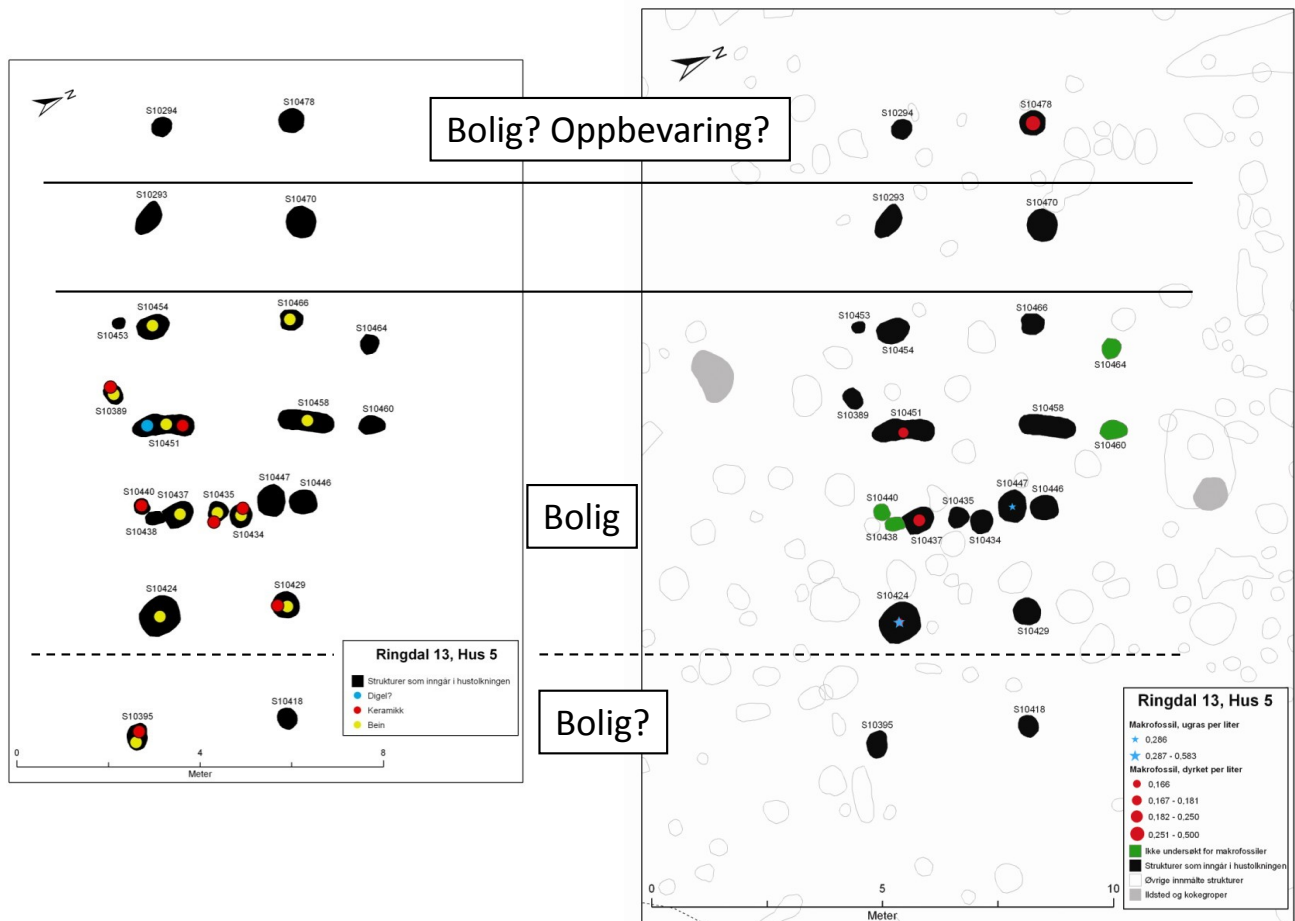 Bolig? Oppbevaring?
Bolig
Bolig?
N
S10294
S10478
S10293
S10470
S10454
S10466
S10453
S10464
S10389
S10458
S10460
S10451
S10440
S10437
S10435
S10447
S10446
S10438
S10434
S10424
S10429
S10395
S10418
0 4 8
Meter
Ringdal 13, Hus 5
Strukturer som inngår i hustolkningen
Digel?
Keramikk
Bein
N
S10294
S10478
S10293
S10470
S10453
S10466
S10454
S10464
S10389
S10451
S10458
S10460
S10440
S10435
S10447
S10446
S10438
S10437
S10434
S10424
S10429
S10395
S10418
0 5 10
Meter
Ringdal 13, Hus 5
Makrofossil, ugras per liter
0,286
0,287 - 0,583
Makrofossil, dyrket per liter
0,166
0,167 - 0,181
0,182 - 0,250
0,251 - 0,500
Ikke undersøkt for makrofossiler
Strukturer som inngår i hustolkningen
Øvrige innmålte strukturer
Ildsted og kokegroper